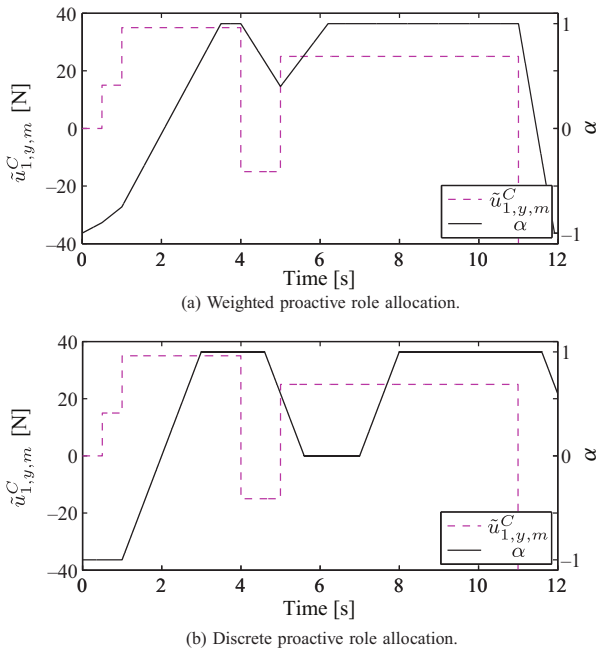 40
20
0
−20
−40
ũ^C_{1,y,m} [N]
1
0
−1
α
ũ^C_{1,y,m}
α
0 2 4 6 8 10 12
Time [s]
(a) Weighted proactive role allocation.
40
20
0
−20
−40
ũ^C_{1,y,m} [N]
1
0
−1
α
ũ^C_{1,y,m}
α
0 2 4 6 8 10 12
Time [s]
(b) Discrete proactive role allocation.